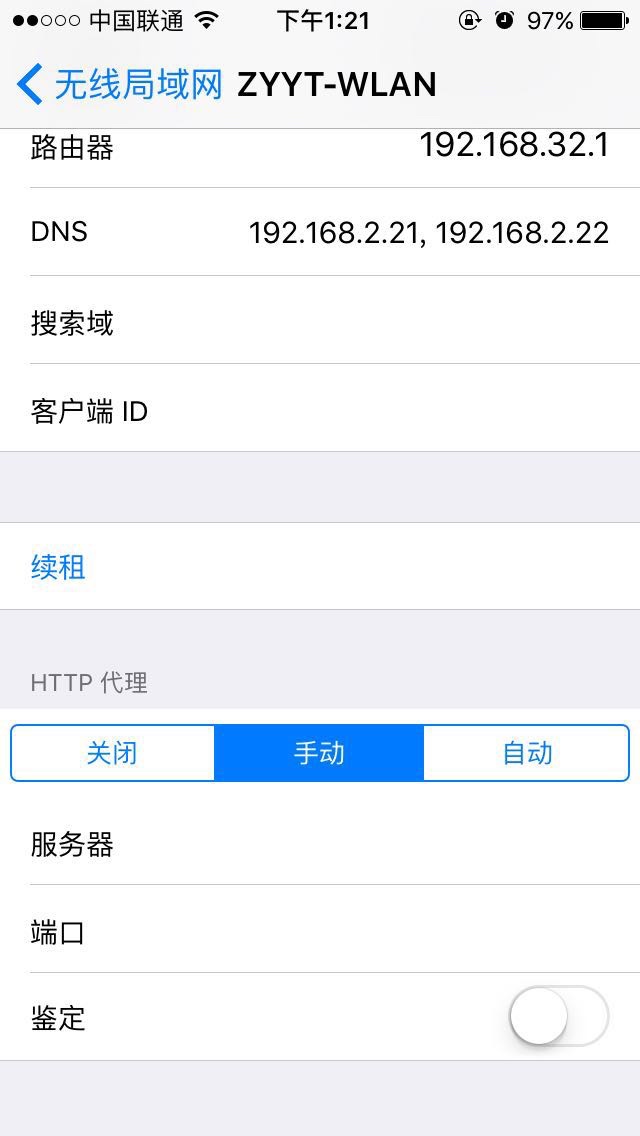 中国联通 下午1:21 97%
无线局域网 ZYYT-WLAN
路由器 192.168.32.1
DNS 192.168.2.21, 192.168.2.22
搜索域
客户端 ID
续租
HTTP 代理
关闭 手动 自动
服务器
端口
鉴定